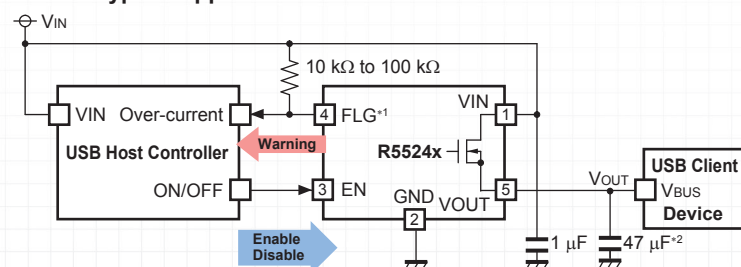 VIN
10 kΩ to 100 kΩ
VIN
Over-current
4
FLG*1
VIN
1
USB Host Controller
Warning
R5524x
USB Client
ON/OFF
3
EN
GND
VOUT
5
VOUT
VBUS
2
Device
Enable
Disable
1 μF
47 μF*2